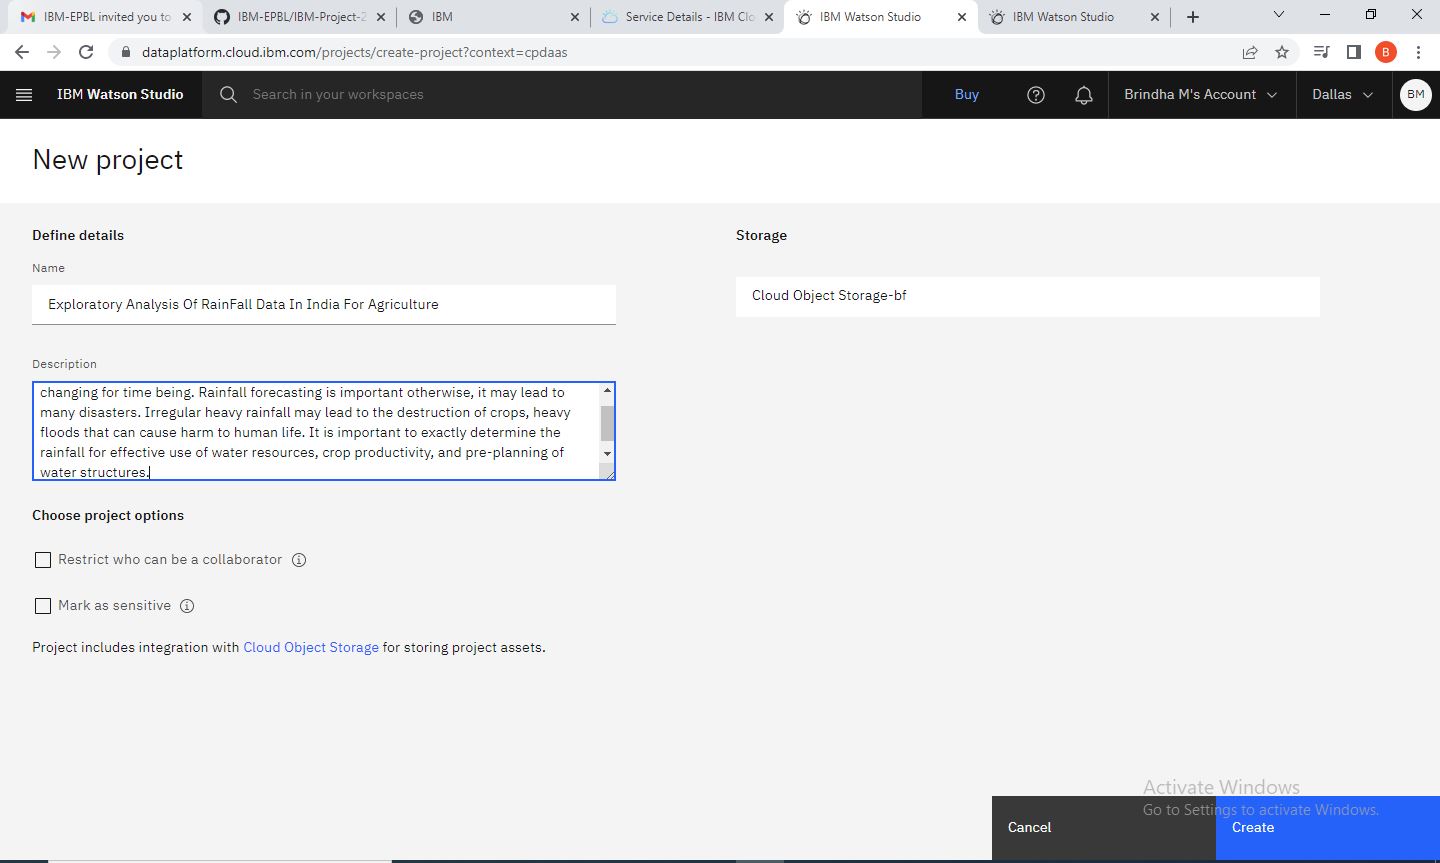 IBM-EPBL invited you to
IBM-EPBL/IBM-Project-2
IBM
Service Details - IBM Clo
IBM Watson Studio
IBM Watson Studio
dataplatform.cloud.ibm.com/projects/create-project?context=cpdaas
B
IBM Watson Studio
Search in your workspaces
Buy
Brindha M's Account
Dallas
BM
New project
Define details
Name
Exploratory Analysis Of RainFall Data In India For Agriculture
Description
changing for time being. Rainfall forecasting is important otherwise, it may lead to
many disasters. Irregular heavy rainfall may lead to the destruction of crops, heavy
floods that can cause harm to human life. It is important to exactly determine the
rainfall for effective use of water resources, crop productivity, and pre-planning of
water structures.
Storage
Cloud Object Storage-bf
Choose project options
Restrict who can be a collaborator
Mark as sensitive
Project includes integration with Cloud Object Storage for storing project assets.
Activate Windows
Go to Settings to activate Windows.
Cancel
Create